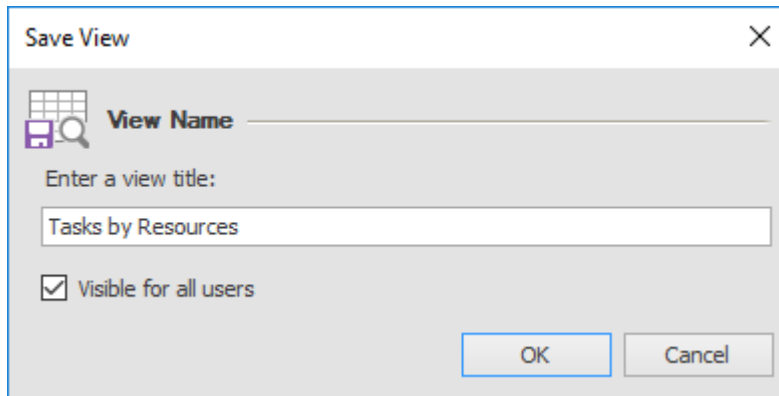 Save View
View Name
Enter a view title:
Tasks by Resources
Visible for all users
OK Cancel